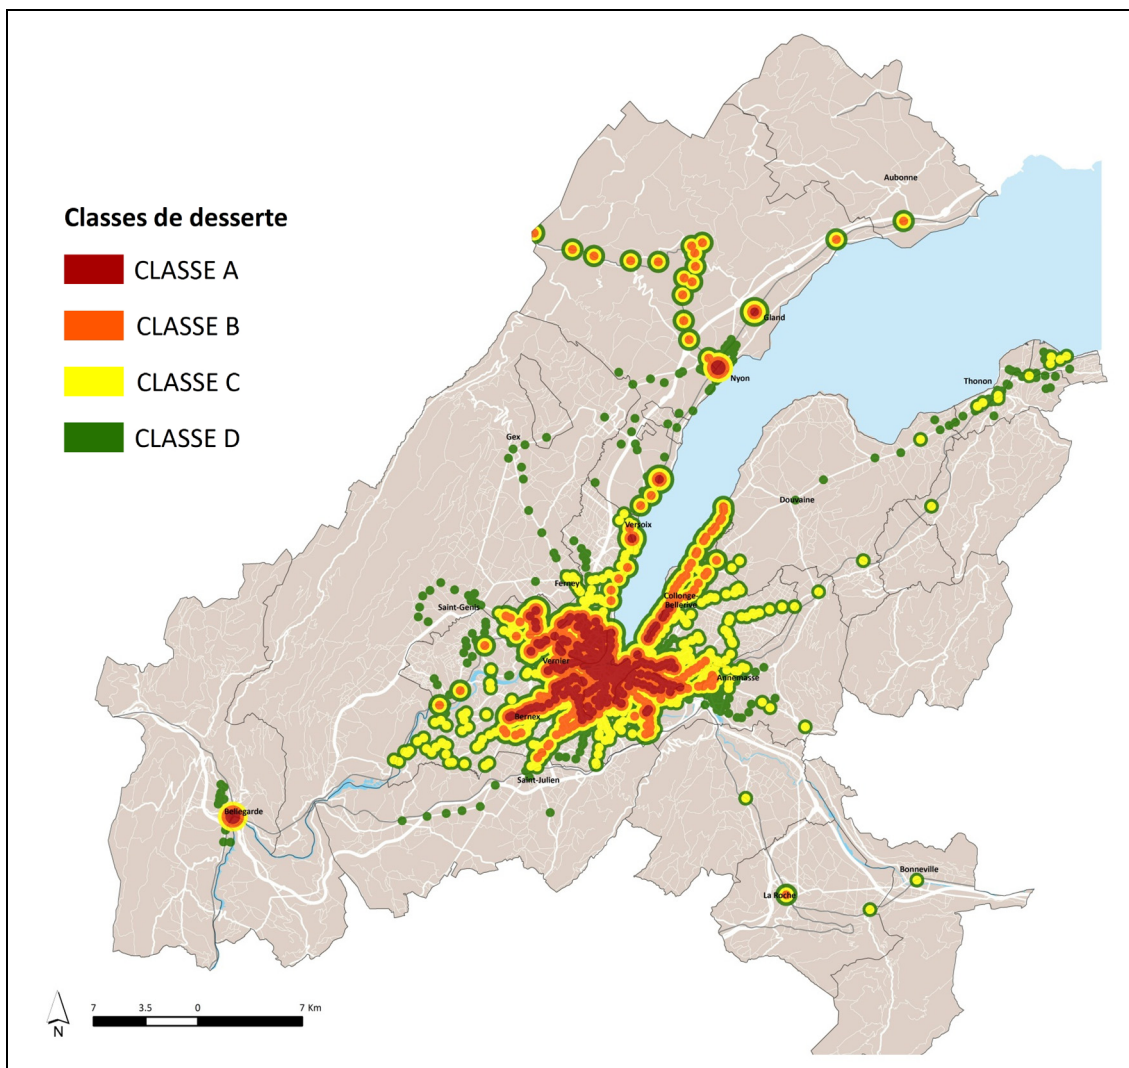 Classes de desserte
CLASSE A
CLASSE B
CLASSE C
CLASSE D
Aubonne
Gland
Nyon
Thonon
Gex
Douvaine
Versoix
Ferney
Saint-Genis
Collonge-
Bellerive
Vernier
Annemasse
Bernex
Saint-Julien
Bellegarde
Bonneville
La Roche
N
7 3.5 0 7 Km